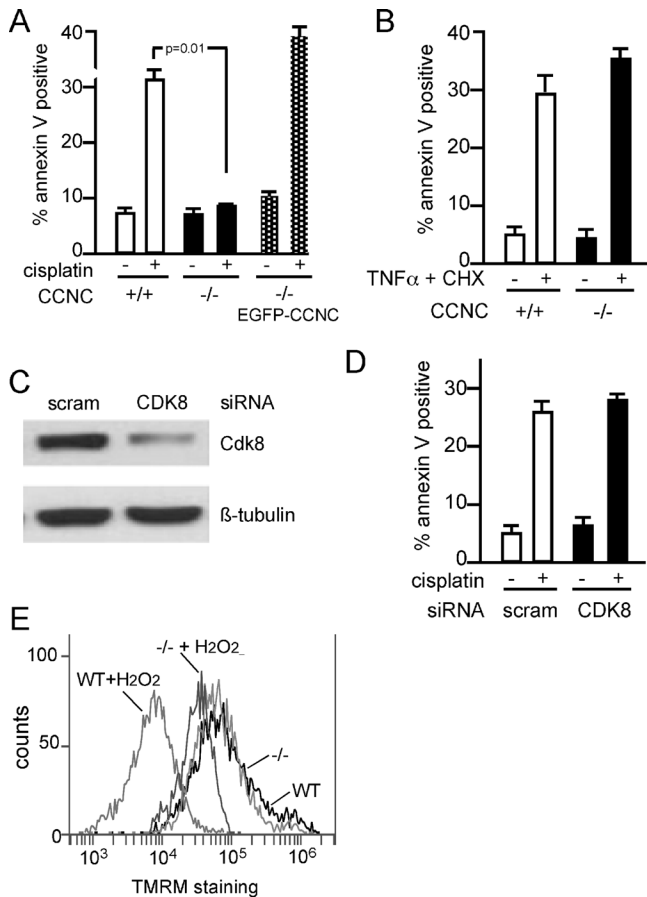 A
% annexin V positive
40
30
20
10
0
p=0.01
cisplatin - + - + - +
CCNC +/+ -/- -/-
EGFP-CCNC
B
% annexin V positive
40
30
20
10
0
TNFα + CHX - + - +
CCNC +/+ -/-
C
scram CDK8 siRNA
Cdk8
ß-tubulin
D
% annexin V positive
30
20
10
0
cisplatin - + - +
siRNA scram CDK8
E
counts
100
50
0
-/- + H2O2
WT+H2O2
-/-
WT
10³ 10⁴ 10⁵ 10⁶
TMRM staining